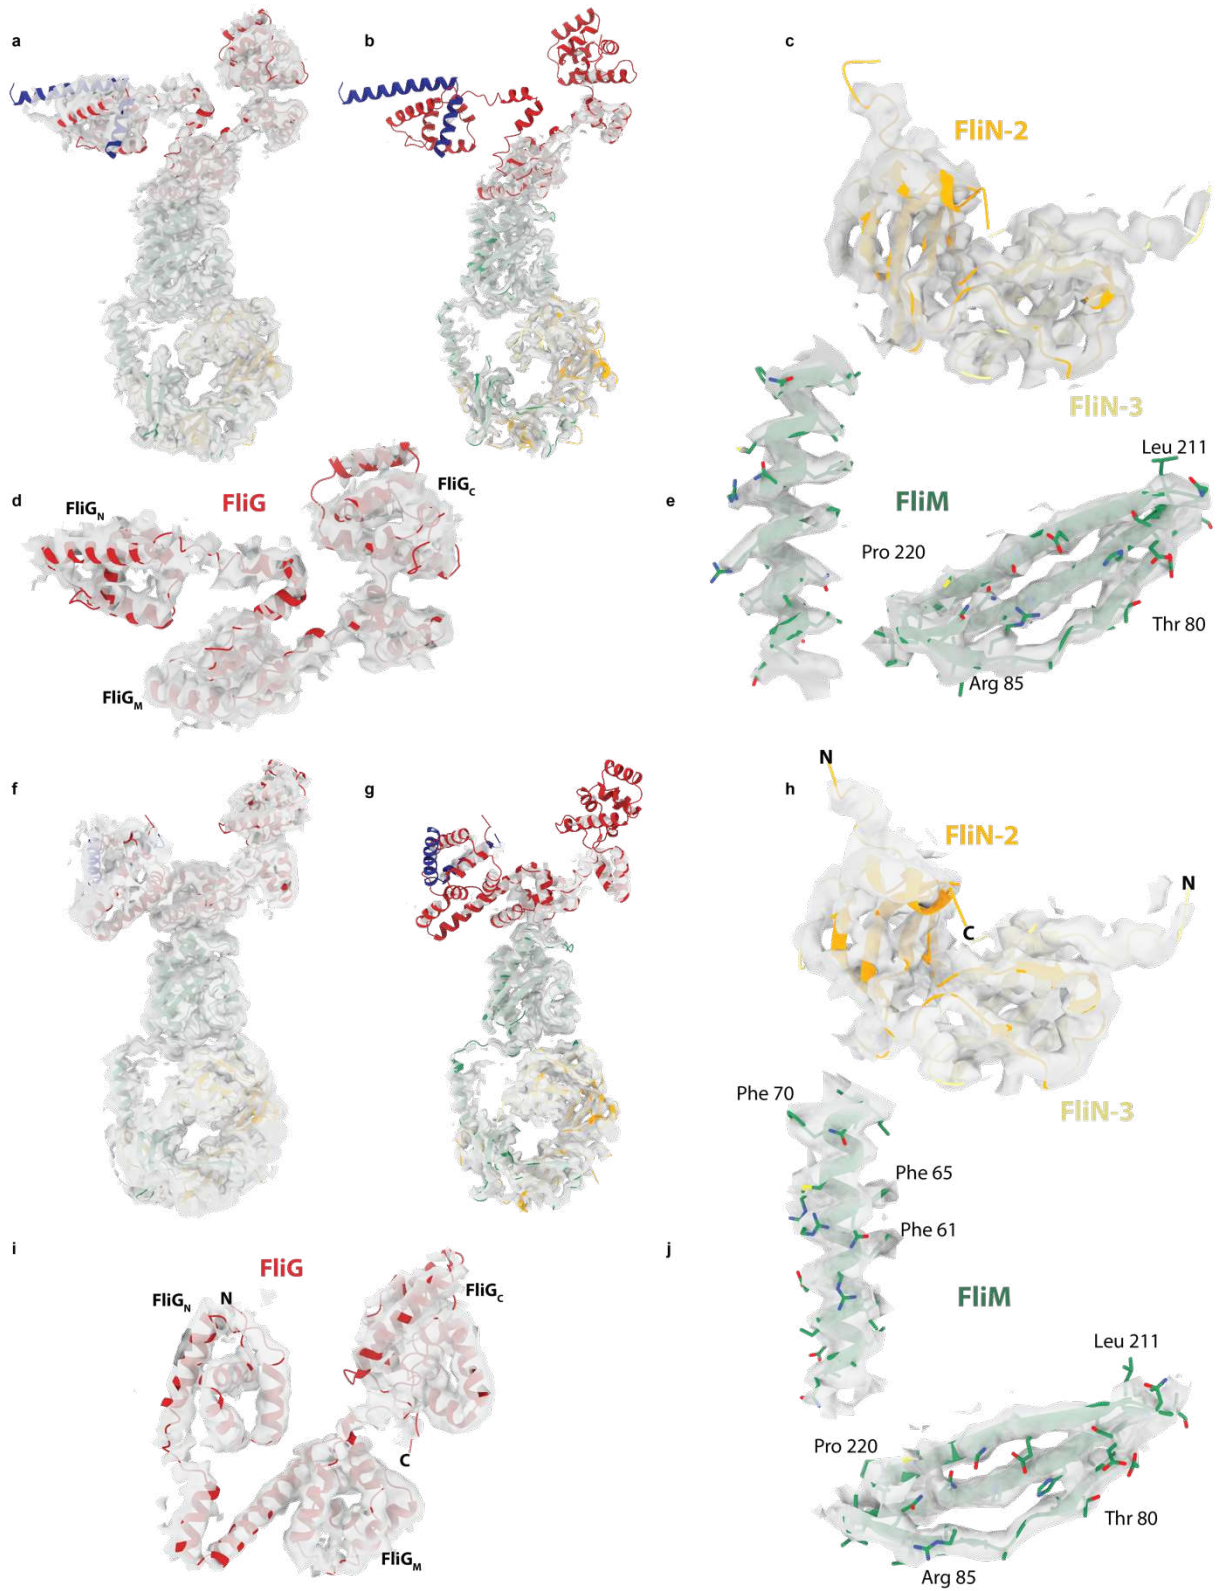 a
b
c
FliN-2
FliN-3
d
FliG_N
FliG
FliG_C
FliG_M
e
FliM
Leu 211
Pro 220
Thr 80
Arg 85
f
g
h
N
FliN-2
N
C
FliN-3
Phe 70
Phe 65
Phe 61
i
FliG
FliG_N
N
FliG_C
C
FliG_M
j
FliM
Leu 211
Pro 220
Thr 80
Arg 85